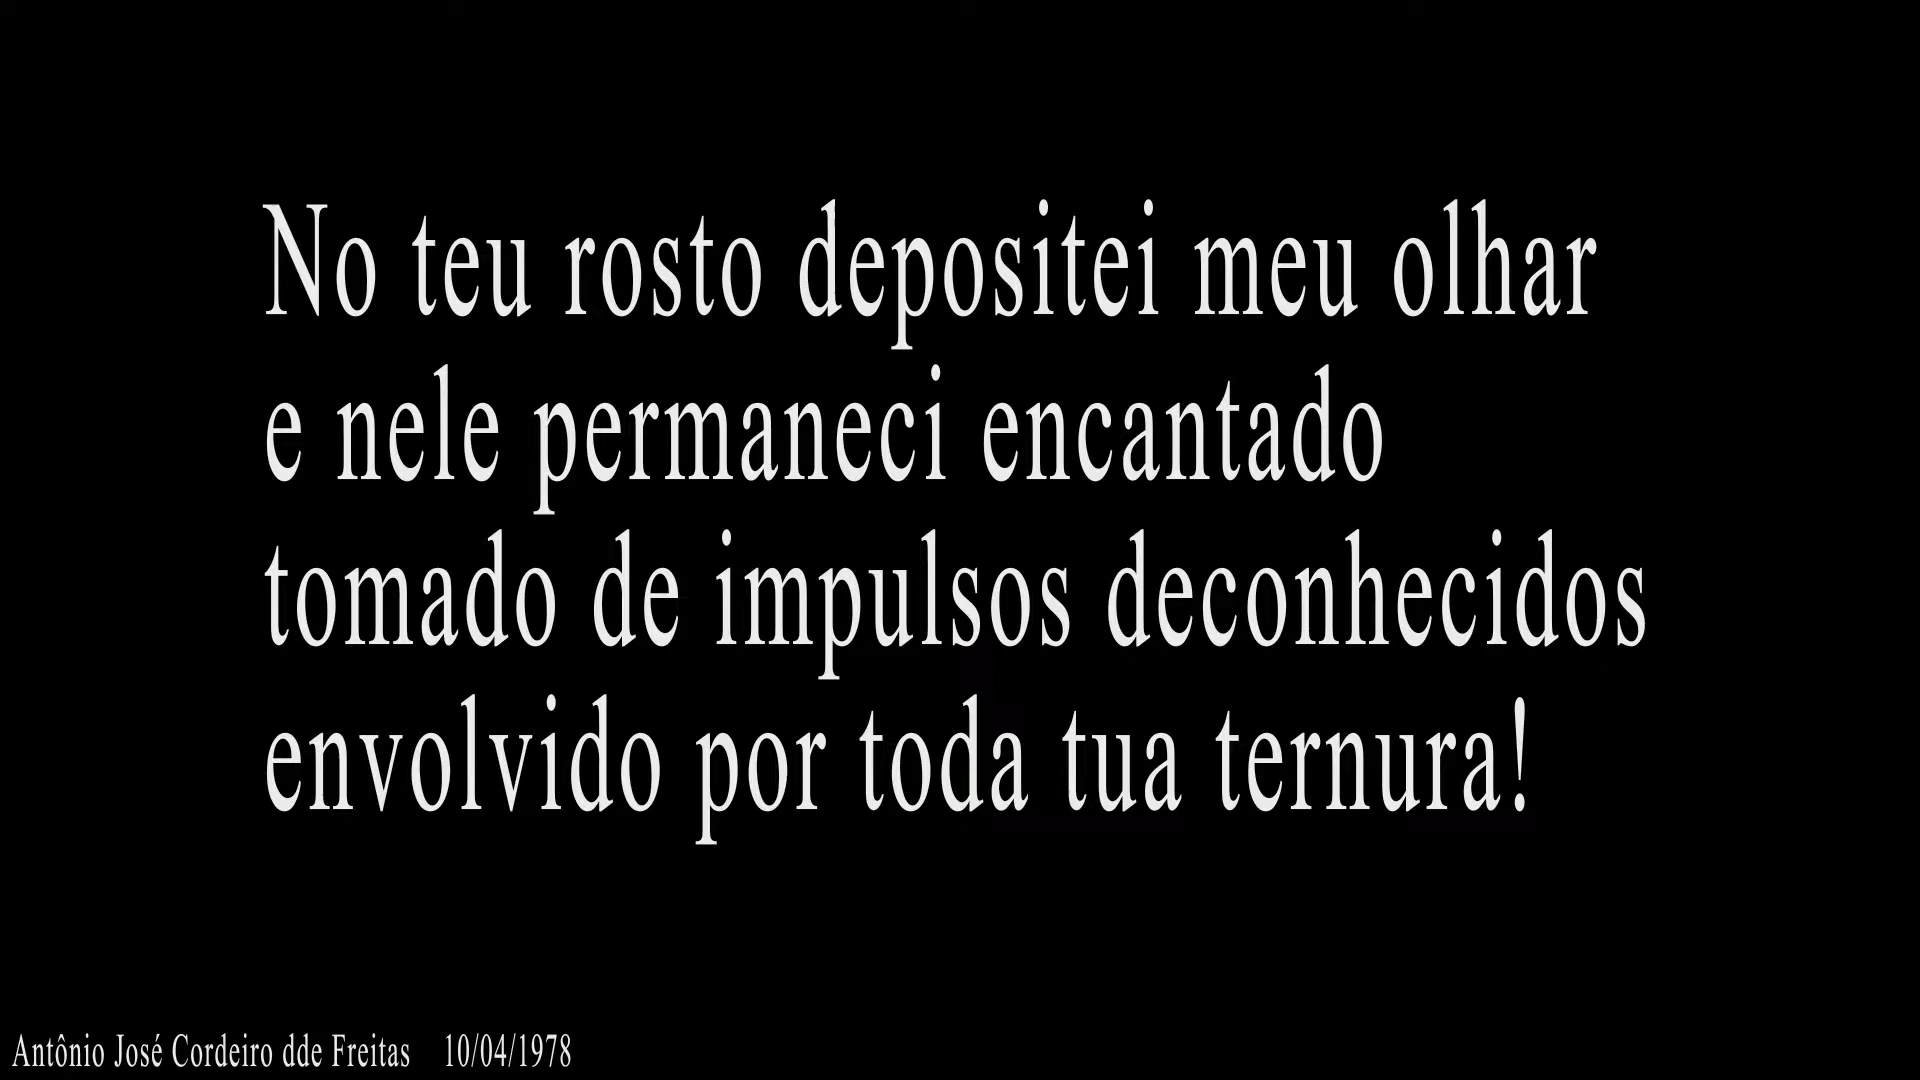 No teu rosto depositei meu olhar
e nele permaneci encantado
tomado de impulsos deconhecidos
envolvido por toda tua ternura!
Antônio José Cordeiro dde Freitas 10/04/1978